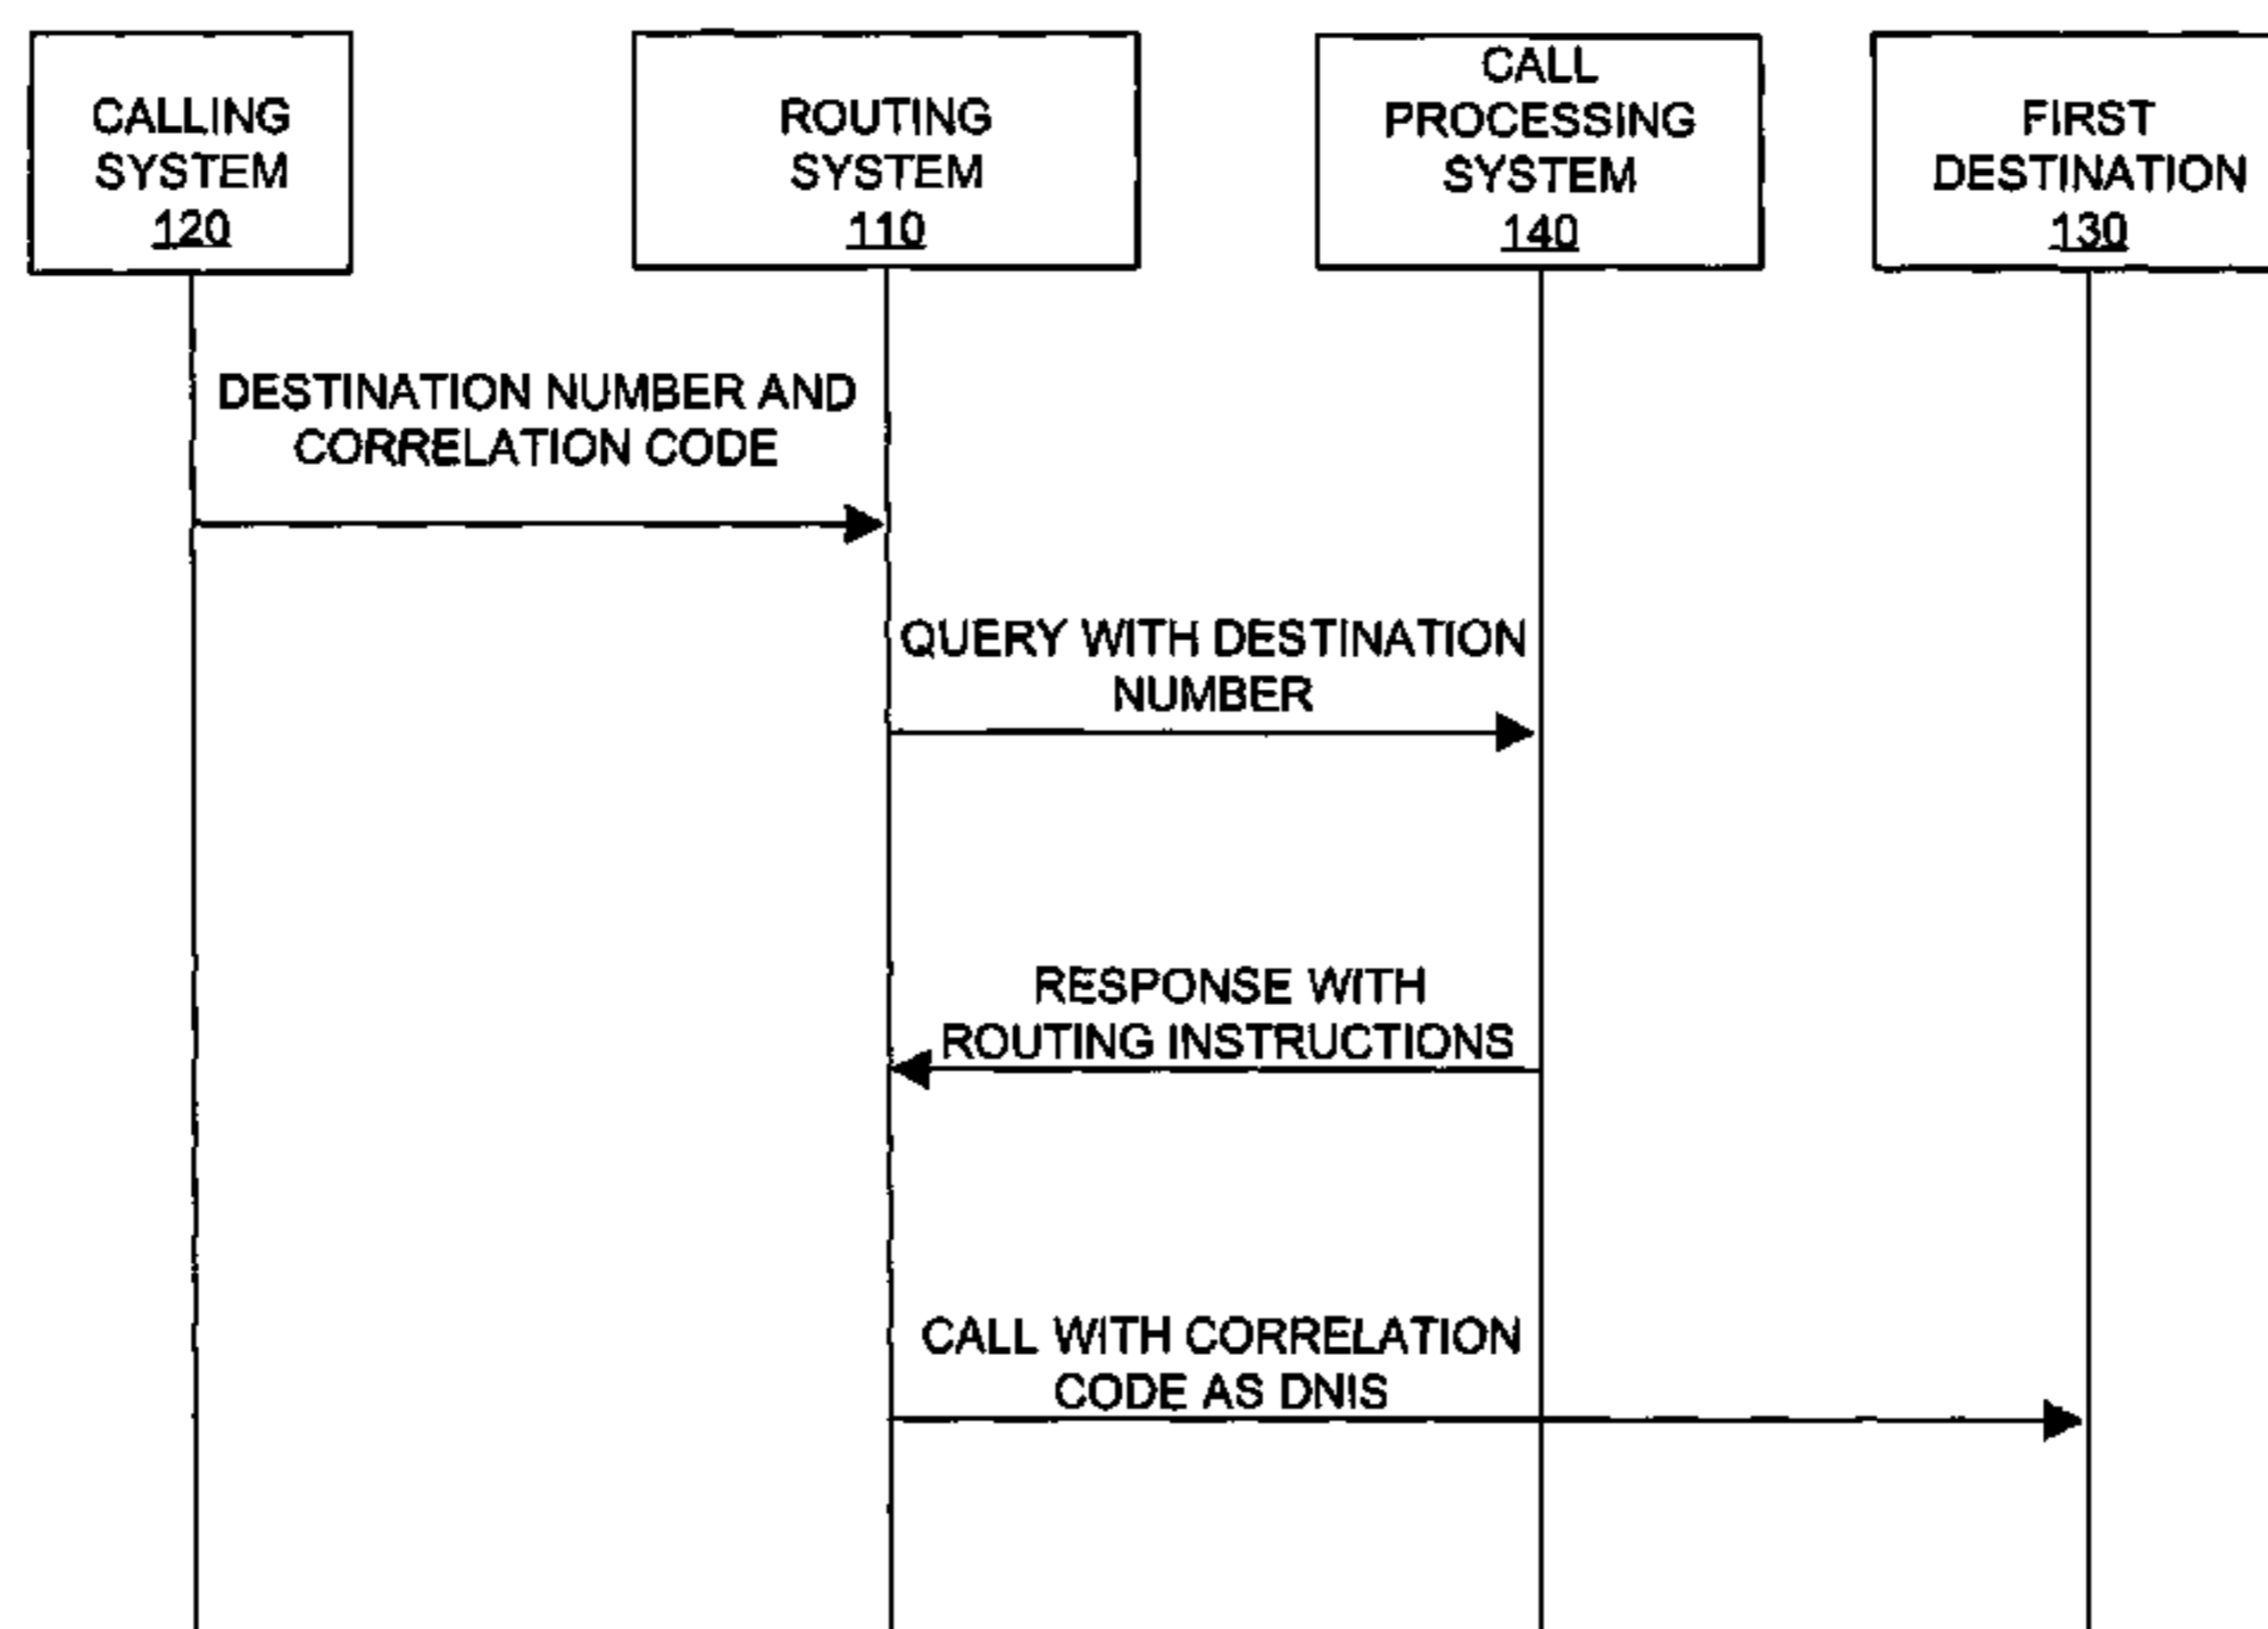 CALLING
SYSTEM
120
ROUTING
SYSTEM
110
CALL
PROCESSING
SYSTEM
140
FIRST
DESTINATION
130
DESTINATION NUMBER AND
CORRELATION CODE
QUERY WITH DESTINATION
NUMBER
RESPONSE WITH
ROUTING INSTRUCTIONS
CALL WITH CORRELATION
CODE AS DNIS